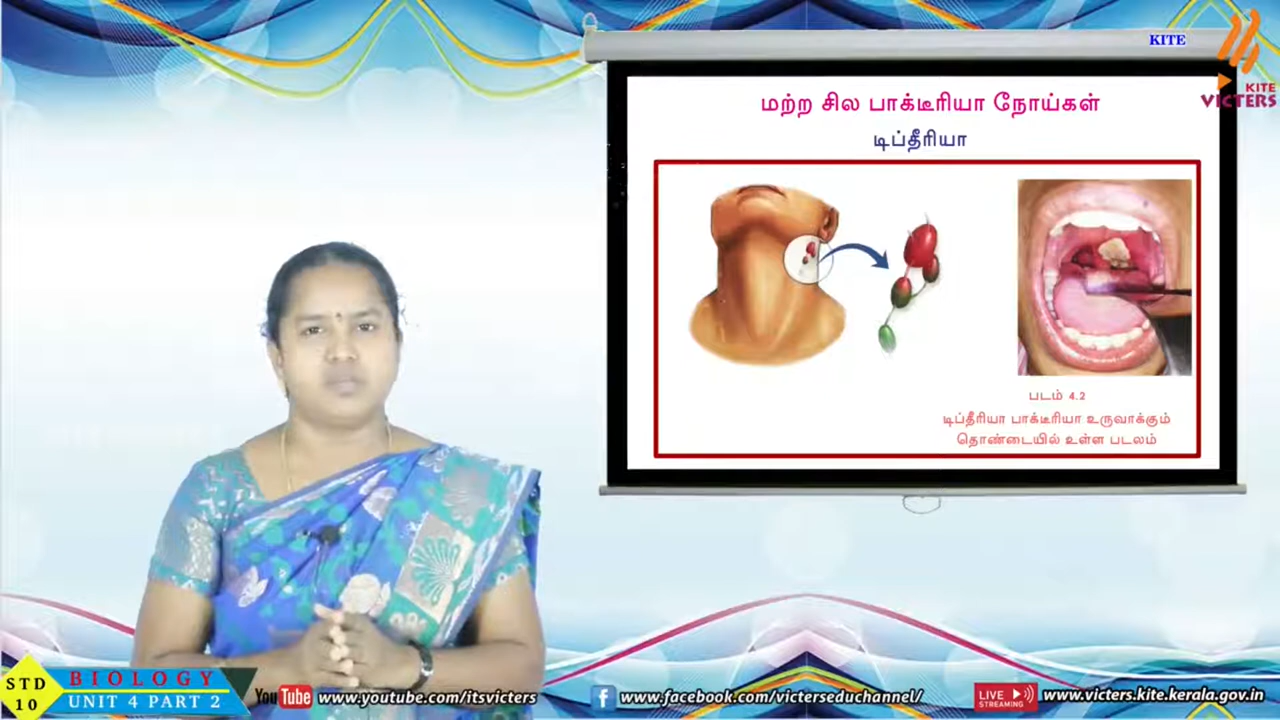 KITE
KITE
VICTERS
மற்ற சில பாக்டீரியா நோய்கள்
டிப்தீரியா
படம் 4.2
டிப்தீரியா பாக்டீரியா உருவாக்கும்
தொண்டையில் உள்ள படலம்
STD
10
BIOLOGY
UNIT 4 PART 2
YouTube www.youtube.com/itsvicters
f www.facebook.com/victerseduchannel/
LIVE
STREAMING
www.victers.kite.kerala.gov.in